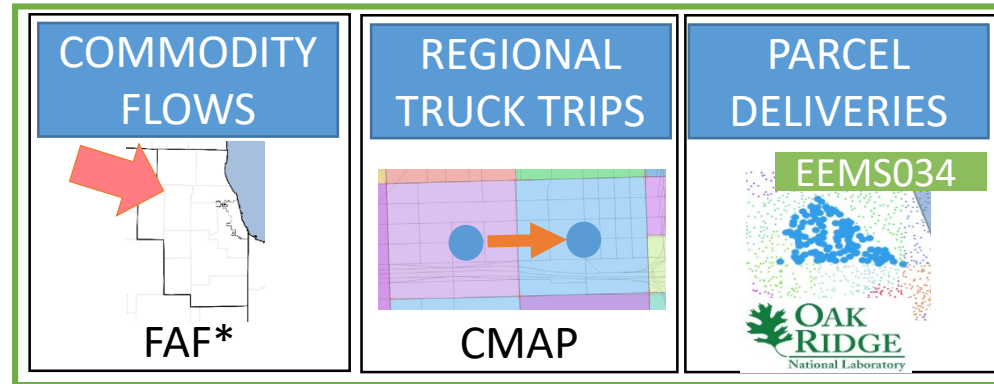 COMMODITY
FLOWS
FAF*
REGIONAL
TRUCK TRIPS
CMAP
PARCEL
DELIVERIES
EEMS034
OAK
RIDGE
National Laboratory